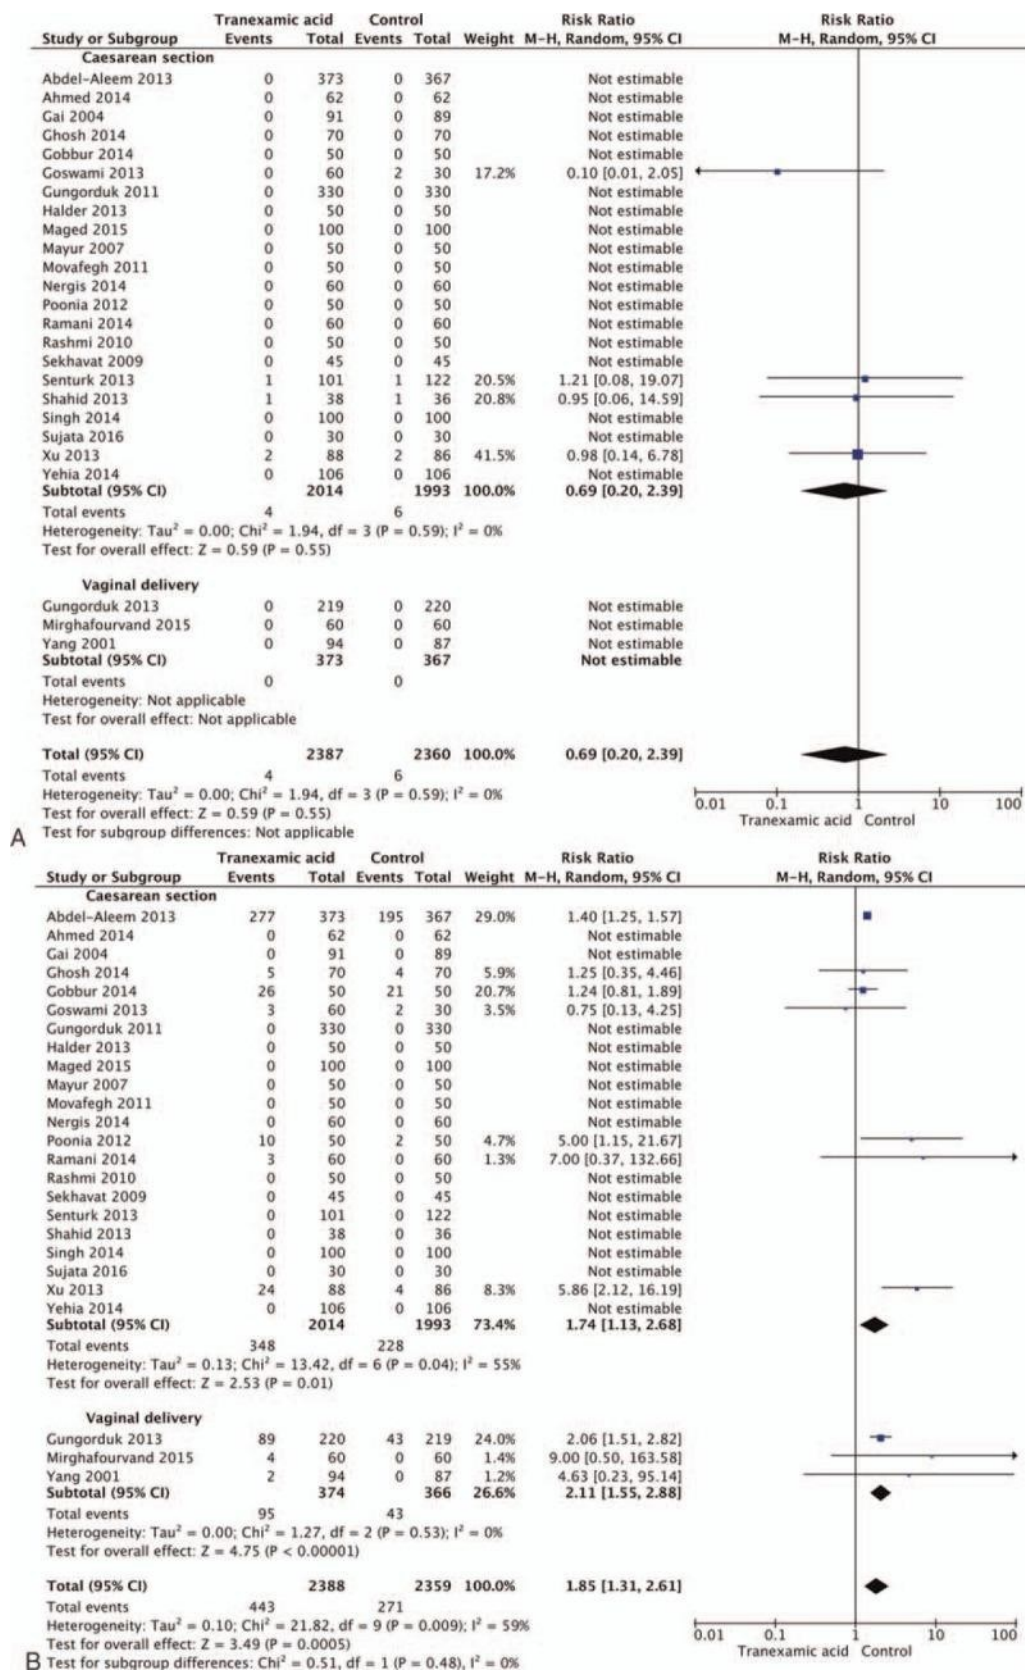 Tranexamic acid Control Risk Ratio Risk Ratio
Study or Subgroup Events Total Events Total Weight M-H, Random, 95% CI M-H, Random, 95% CI
Caesarean section
Abdel-Aleem 2013 0 373 0 367 Not estimable
Ahmed 2014 0 62 0 62 Not estimable
Gai 2004 0 91 0 89 Not estimable
Ghosh 2014 0 70 0 70 Not estimable
Gobbur 2014 0 50 0 50 Not estimable
Goswami 2013 0 60 2 30 17.2% 0.10 [0.01, 2.05]
Gungorduk 2011 0 330 0 330 Not estimable
Halder 2013 0 50 0 50 Not estimable
Maged 2015 0 100 0 100 Not estimable
Mayur 2007 0 50 0 50 Not estimable
Movafegh 2011 0 50 0 50 Not estimable
Nergis 2014 0 60 0 60 Not estimable
Poonia 2012 0 50 0 50 Not estimable
Ramani 2014 0 60 0 60 Not estimable
Rashmi 2010 0 50 0 50 Not estimable
Sekhavat 2009 0 45 0 45 Not estimable
Senturk 2013 1 101 1 122 20.5% 1.21 [0.08, 19.07]
Shahid 2013 1 38 1 36 20.8% 0.95 [0.06, 14.59]
Singh 2014 0 100 0 100 Not estimable
Sujata 2016 0 30 0 30 Not estimable
Xu 2013 2 88 2 86 41.5% 0.98 [0.14, 6.78]
Yehia 2014 0 106 0 106 Not estimable
Subtotal (95% CI) 2014 1993 100.0% 0.69 [0.20, 2.39]
Total events 4 6
Heterogeneity: Tau² = 0.00; Chi² = 1.94, df = 3 (P = 0.59); I² = 0%
Test for overall effect: Z = 0.59 (P = 0.55)
Vaginal delivery
Gungorduk 2013 0 219 0 220 Not estimable
Mirghafourvand 2015 0 60 0 60 Not estimable
Yang 2001 0 94 0 87 Not estimable
Subtotal (95% CI) 373 367 Not estimable
Total events 0 0
Heterogeneity: Not applicable
Test for overall effect: Not applicable
Total (95% CI) 2387 2360 100.0% 0.69 [0.20, 2.39]
Total events 4 6
Heterogeneity: Tau² = 0.00; Chi² = 1.94, df = 3 (P = 0.59); I² = 0%
0.01 0.1 1 10 100
Test for overall effect: Z = 0.59 (P = 0.55)
Tranexamic acid Control
Test for subgroup differences: Not applicable
A
Tranexamic acid Control Risk Ratio Risk Ratio
Study or Subgroup Events Total Events Total Weight M-H, Random, 95% CI M-H, Random, 95% CI
Caesarean section
Abdel-Aleem 2013 277 373 195 367 29.0% 1.40 [1.25, 1.57]
Ahmed 2014 0 62 0 62 Not estimable
Gai 2004 0 91 0 89 Not estimable
Ghosh 2014 5 70 4 70 5.9% 1.25 [0.35, 4.46]
Gobbur 2014 26 50 21 50 20.7% 1.24 [0.81, 1.89]
Goswami 2013 3 60 2 30 3.5% 0.75 [0.13, 4.25]
Gungorduk 2011 0 330 0 330 Not estimable
Halder 2013 0 50 0 50 Not estimable
Maged 2015 0 100 0 100 Not estimable
Mayur 2007 0 50 0 50 Not estimable
Movafegh 2011 0 50 0 50 Not estimable
Nergis 2014 0 60 0 60 Not estimable
Poonia 2012 10 50 2 50 4.7% 5.00 [1.15, 21.67]
Ramani 2014 3 60 0 60 1.3% 7.00 [0.37, 132.66]
Rashmi 2010 0 50 0 50 Not estimable
Sekhavat 2009 0 45 0 45 Not estimable
Senturk 2013 0 101 0 122 Not estimable
Shahid 2013 0 38 0 36 Not estimable
Singh 2014 0 100 0 100 Not estimable
Sujata 2016 0 30 0 30 Not estimable
Xu 2013 24 88 4 86 8.3% 5.86 [2.12, 16.19]
Yehia 2014 0 106 0 106 Not estimable
Subtotal (95% CI) 2014 1993 73.4% 1.74 [1.13, 2.68]
Total events 348 228
Heterogeneity: Tau² = 0.13; Chi² = 13.42, df = 6 (P = 0.04); I² = 55%
Test for overall effect: Z = 2.53 (P = 0.01)
Vaginal delivery
Gungorduk 2013 89 220 43 219 24.0% 2.06 [1.51, 2.82]
Mirghafourvand 2015 4 60 0 60 1.4% 9.00 [0.50, 163.58]
Yang 2001 2 94 0 87 1.2% 4.63 [0.23, 95.14]
Subtotal (95% CI) 374 366 26.6% 2.11 [1.55, 2.88]
Total events 95 43
Heterogeneity: Tau² = 0.00; Chi² = 1.27, df = 2 (P = 0.53); I² = 0%
Test for overall effect: Z = 4.75 (P < 0.00001)
Total (95% CI) 2388 2359 100.0% 1.85 [1.31, 2.61]
Total events 443 271
Heterogeneity: Tau² = 0.10; Chi² = 21.82, df = 9 (P = 0.009); I² = 59%
0.01 0.1 1 10 100
Test for overall effect: Z = 3.49 (P = 0.0005)
Tranexamic acid Control
B Test for subgroup differences: Chi² = 0.51, df = 1 (P = 0.48), I² = 0%